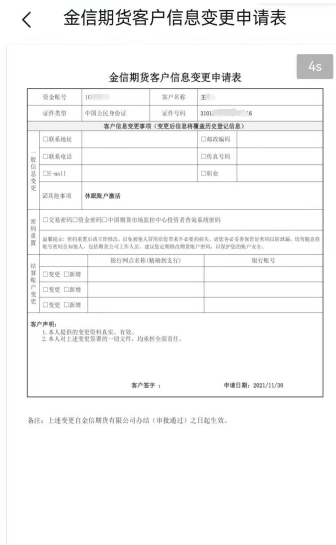 金信期货客户信息变更申请表
4s
金信期货客户信息变更申请表
资金账号 10 客户名称 王
证件类型 中国公民身份证 证件号码 3101 6
客户信息变更事项（变更后信息将覆盖历史登记信息）
一般信息变更
□联系地址 □邮政编码
□联系电话 □传真号码
□E-mail □职业
☑其他事项 休眠账户激活
密码重置
□交易密码□资金密码□中国期货市场监控中心投资者查询系统密码
结算账户变更
银行网点名称(精确到支行) 银行账号
□变更 □新增
□变更 □新增
□变更 □新增
客户声明：
1. 本人提供的变更资料真实、有效。
2. 本人对上述变更签署的一切文件，均承担全部责任。
客户签字 ： 申请日期：2021/11/30
备注：上述变更自金信期货有限公司办结（审批通过）之日起生效。